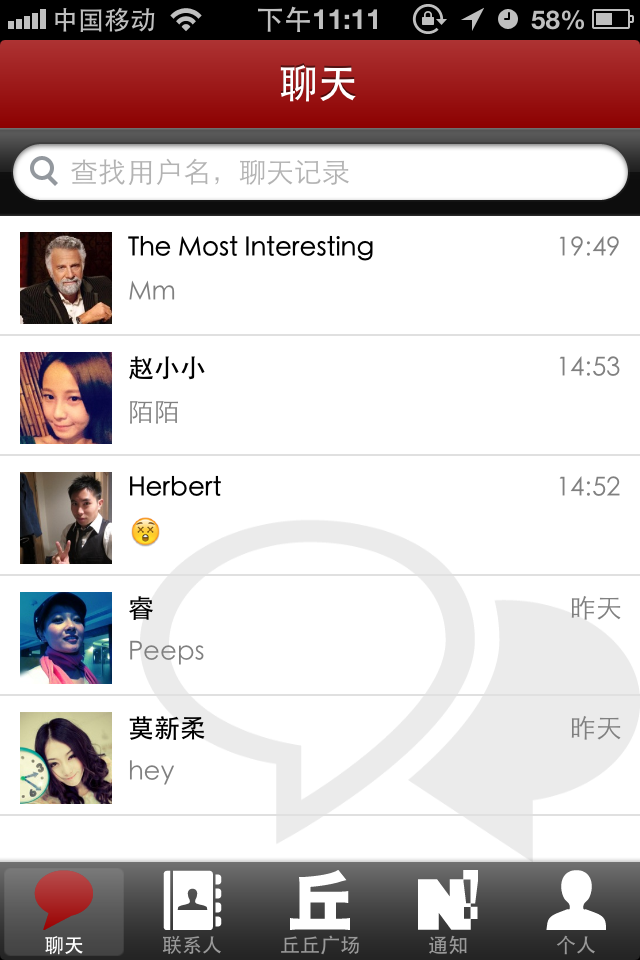 中国移动 下午11:11 58%
聊天
查找用户名，聊天记录
The Most Interesting 19:49
Mm
赵小小 14:53
陌陌
Herbert 14:52
😲
睿 昨天
Peeps
莫新柔 昨天
hey
丘 N!
聊天 联系人 丘丘广场 通知 个人